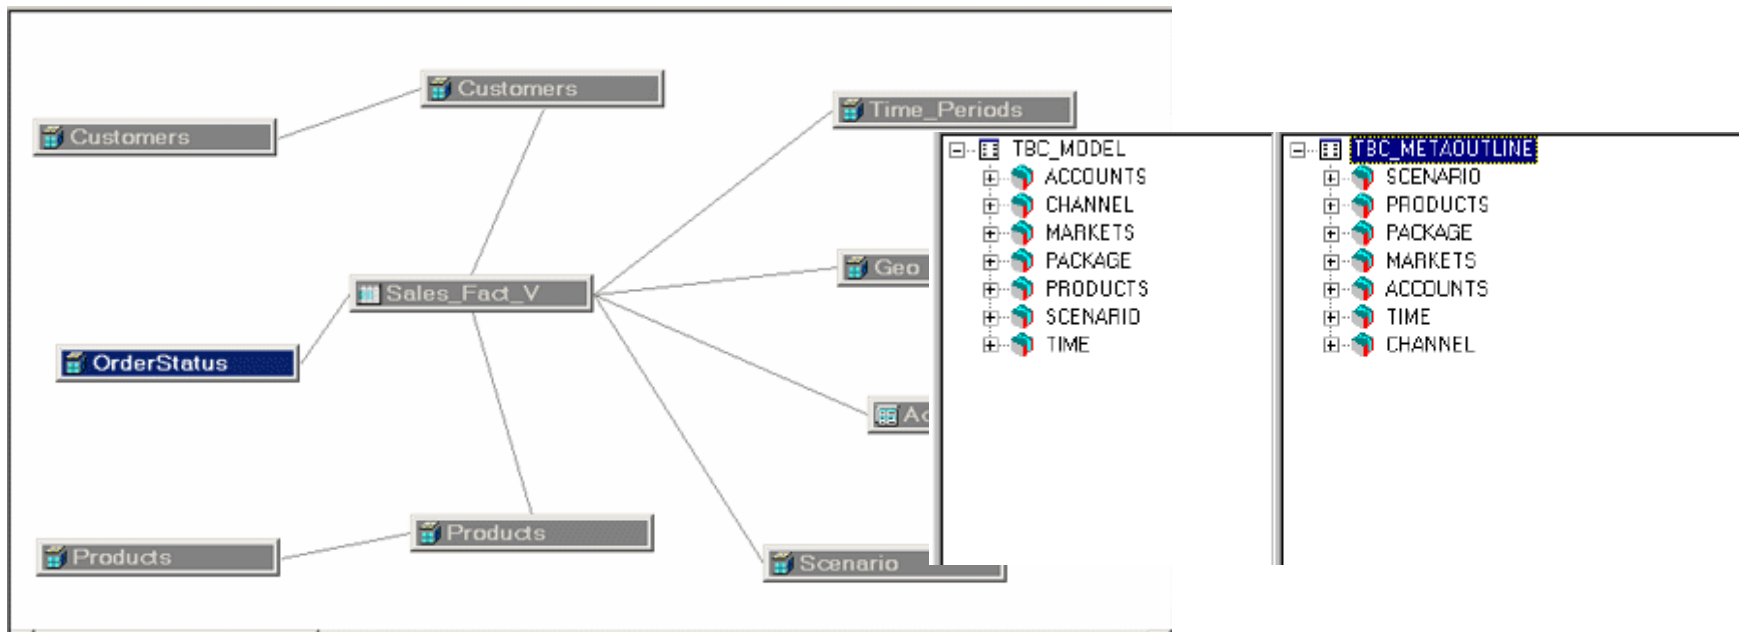 Customers
Customers
Time_Periods
Geo
Sales_Fact_V
OrderStatus
Products
Products
Scenario
TBC_MODEL
ACCOUNTS
CHANNEL
MARKETS
PACKAGE
PRODUCTS
SCENARIO
TIME
TBC_METAOUTLINE
SCENARIO
PRODUCTS
PACKAGE
MARKETS
ACCOUNTS
TIME
CHANNEL